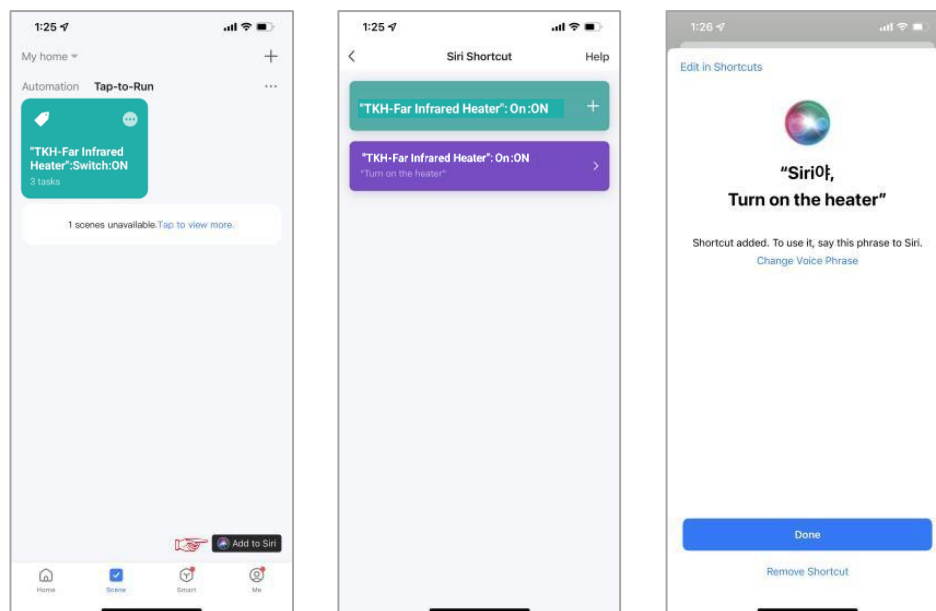 1:25
My home
Automation Tap-to-Run
"TKH-Far Infrared
Heater":Switch:ON
3 tasks
1 scenes unavailable.Tap to view more.
Add to Siri
Home Scene Smart Me
1:25
Siri Shortcut Help
"TKH-Far Infrared Heater": On:ON
"TKH-Far Infrared Heater": On:ON
"Turn on the heater"
1:26
Edit in Shortcuts
“Siri야,
Turn on the heater”
Shortcut added. To use it, say this phrase to Siri.
Change Voice Phrase
Done
Remove Shortcut